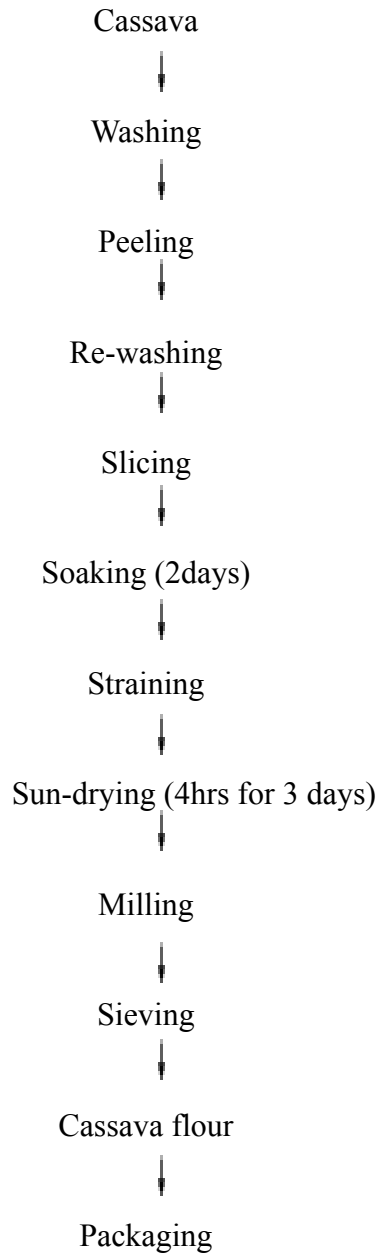 Cassava
Washing
Peeling
Re-washing
Slicing
Soaking (2days)
Straining
Sun-drying (4hrs for 3 days)
Milling
Sieving
Cassava flour
Packaging